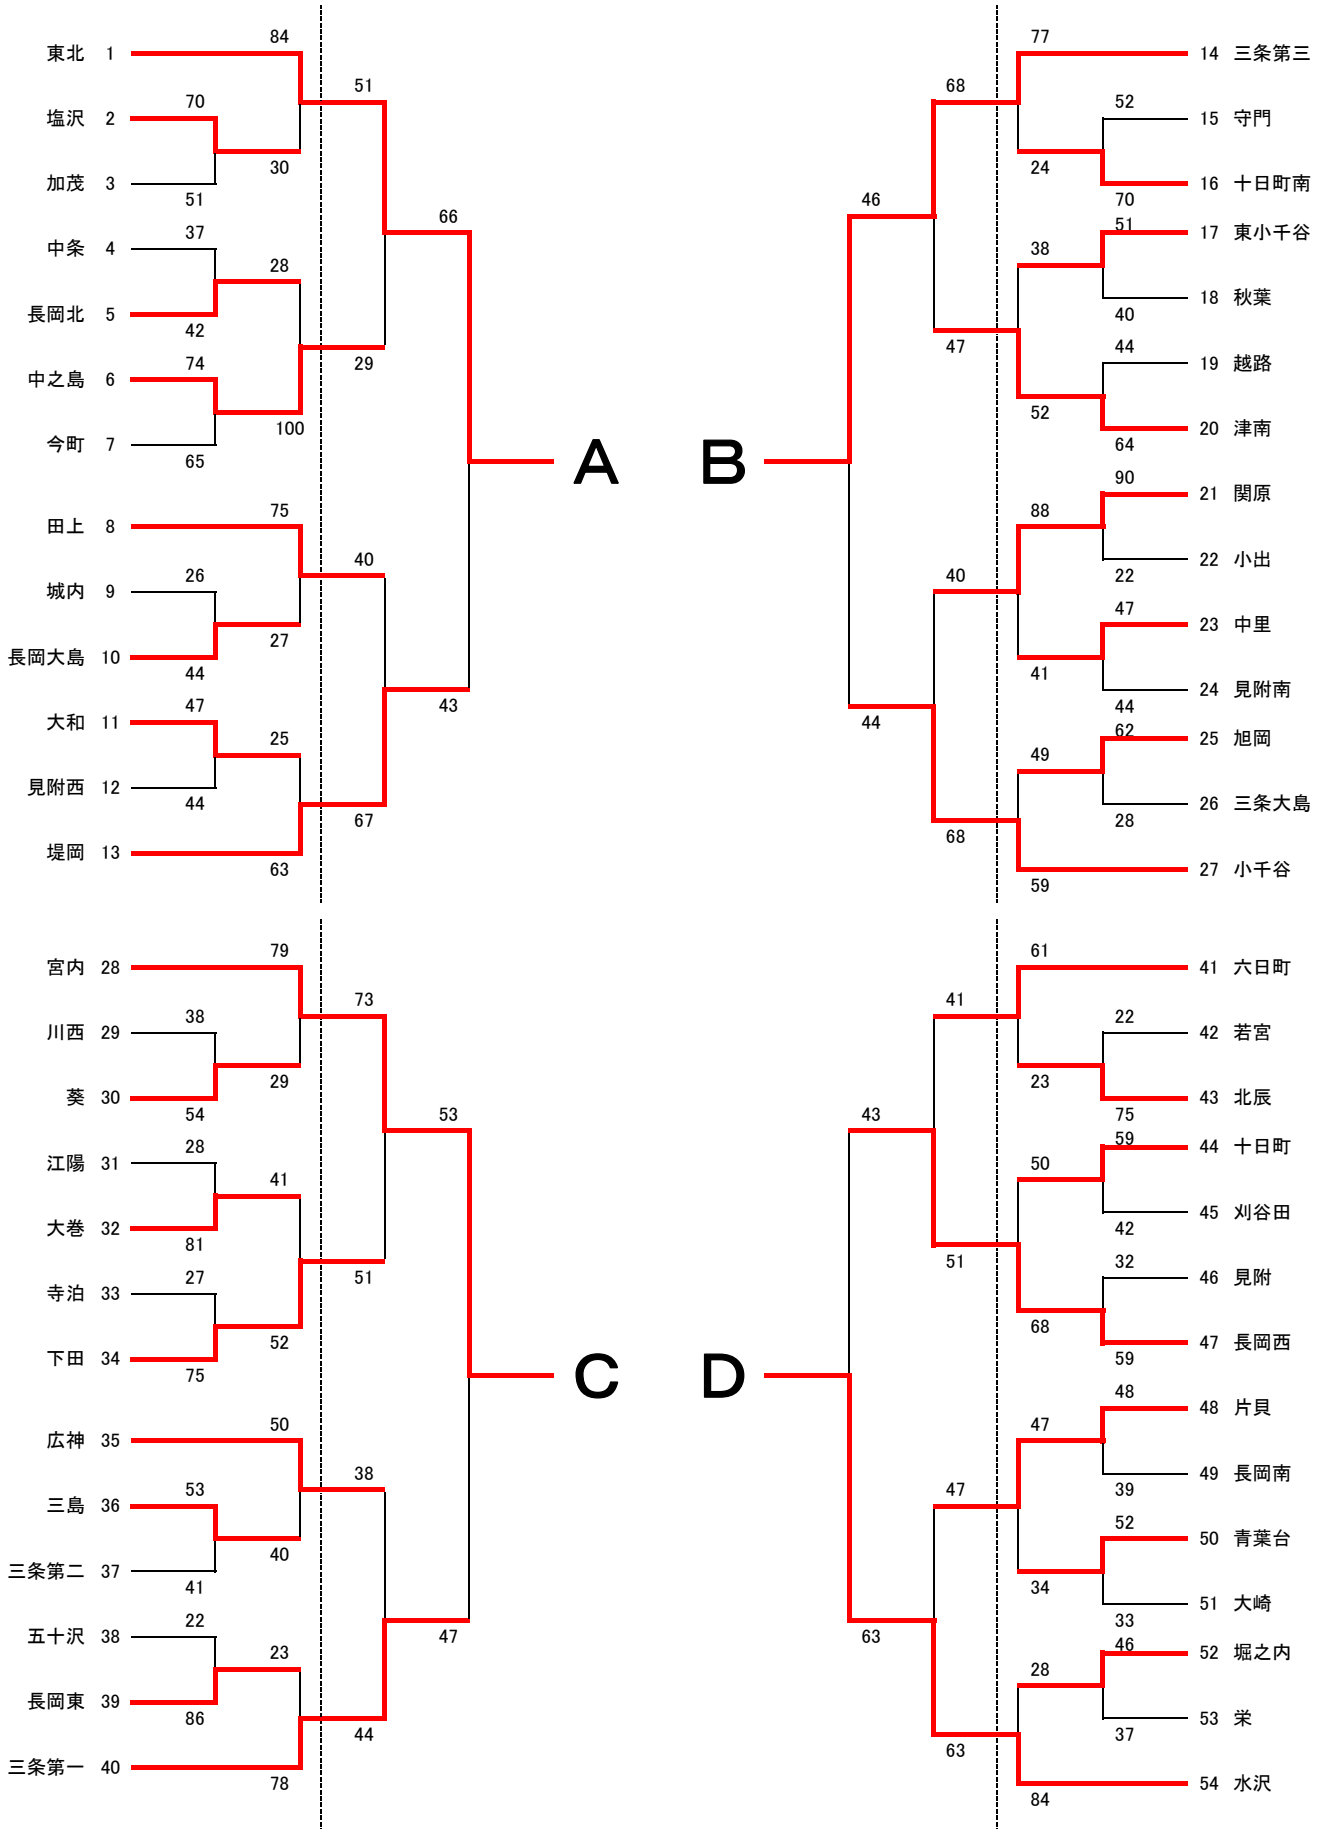 84
東北 1
51
70
塩沢 2
30
加茂 3
51
66
37
中条 4
28
長岡北 5
42
29
74
中之島 6
100
今町 7
65
A
75
田上 8
40
26
城内 9
27
長岡大島 10
44
43
47
大和 11
25
見附西 12
44
67
堤岡 13
63
77
14 三条第三
68
52
15 守門
24
16 十日町南
70
46
51
17 東小千谷
38
18 秋葉
40
47
44
19 越路
52
20 津南
64
B
90
21 関原
88
22 小出
22
40
47
23 中里
41
24 見附南
44
44
62
25 旭岡
49
26 三条大島
28
68
27 小千谷
59
79
宮内 28
73
38
川西 29
29
葵 30
54
53
28
江陽 31
41
大巻 32
81
51
27
寺泊 33
52
下田 34
75
C
50
広神 35
38
53
三島 36
40
三条第二 37
41
47
22
五十沢 38
23
長岡東 39
86
44
三条第一 40
78
61
41 六日町
41
22
42 若宮
23
43 北辰
75
43
59
44 十日町
50
45 刈谷田
42
51
32
46 見附
68
47 長岡西
59
D
48
48 片貝
47
49 長岡南
39
47
52
50 青葉台
34
51 大崎
33
63
46
52 堀之内
28
53 栄
37
63
54 水沢
84